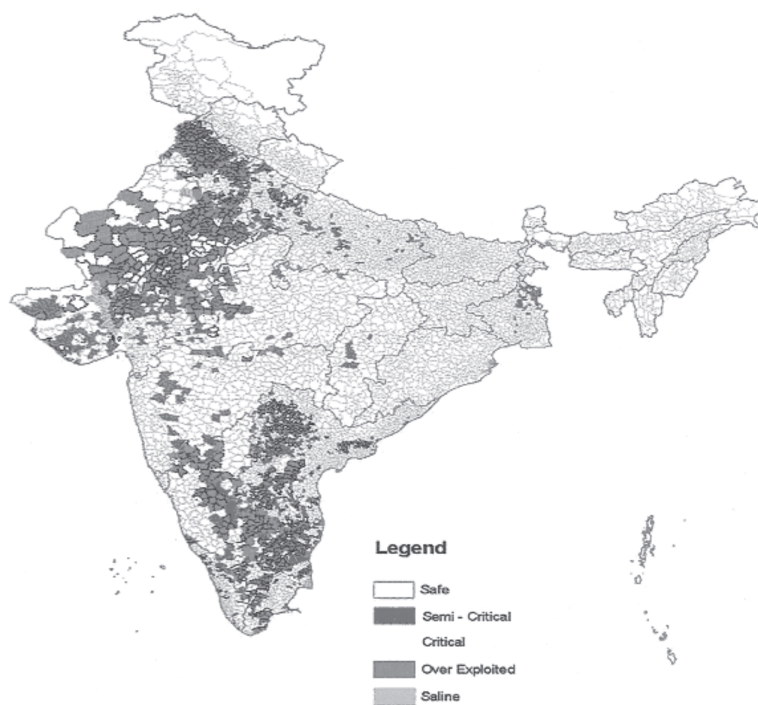 Legend
Safe
Semi - Critical
Critical
Over Exploited
Saline